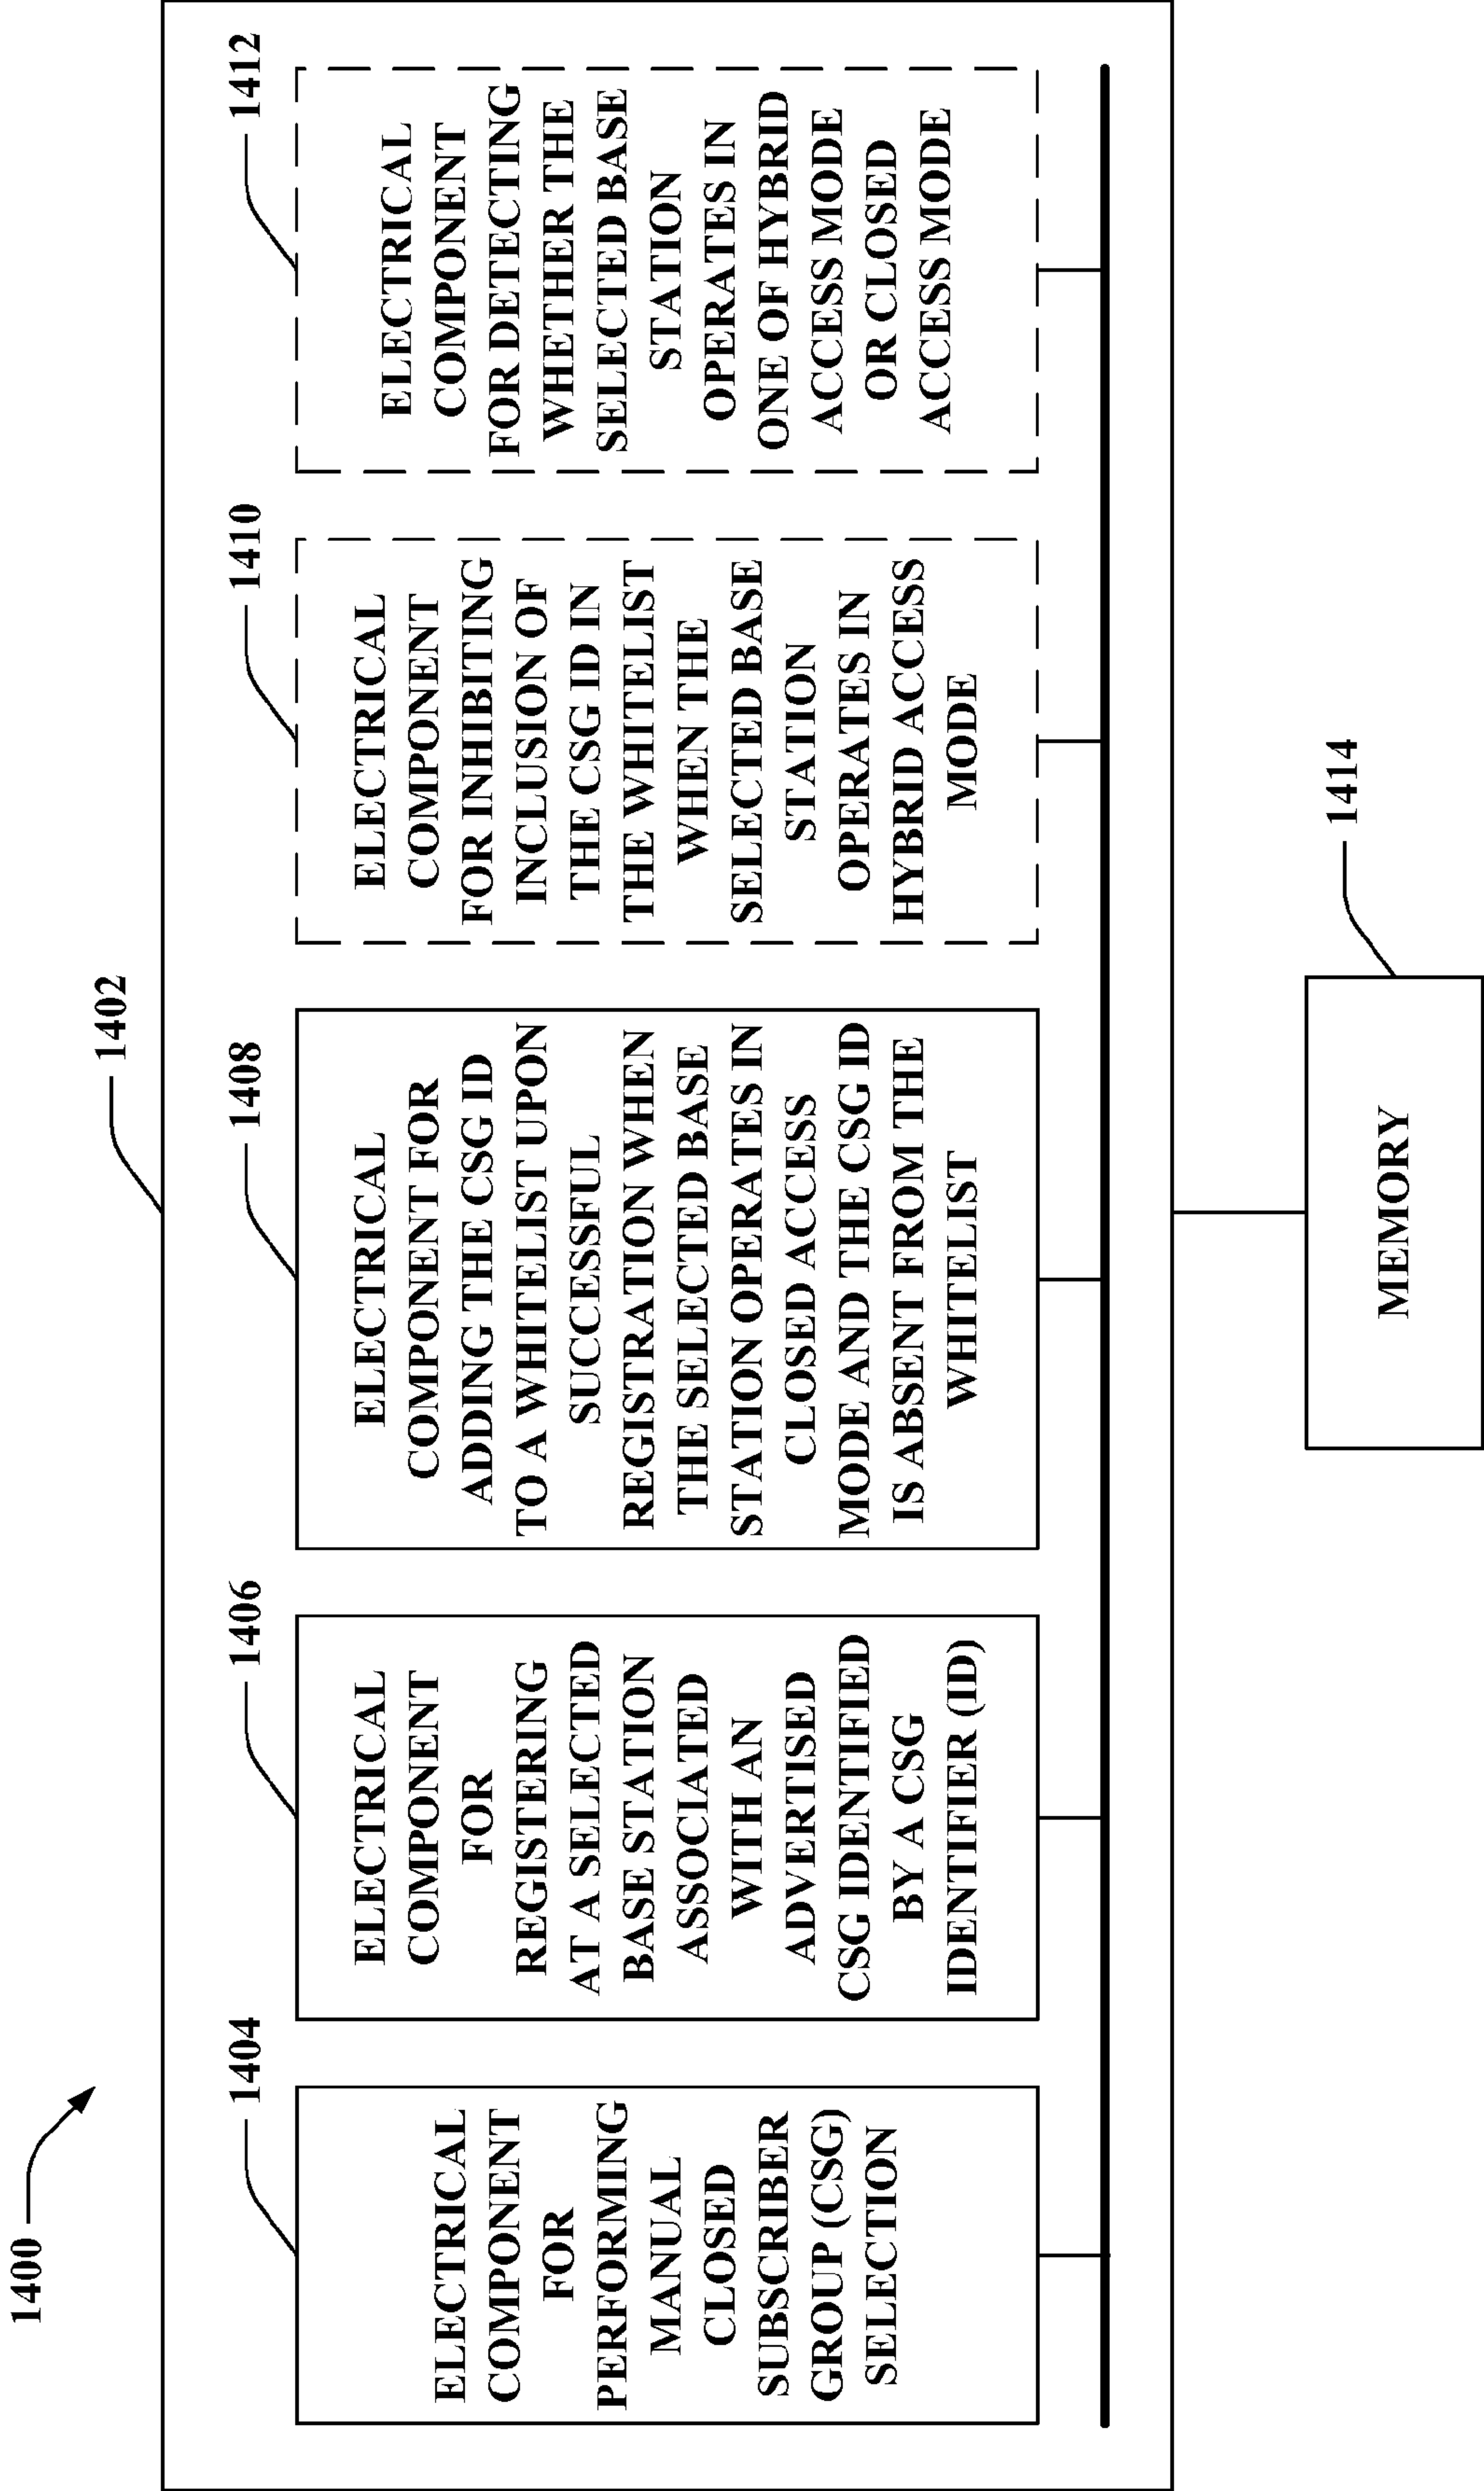 1400
1402
1404
ELECTRICAL
COMPONENT
FOR
PERFORMING
MANUAL
CLOSED
SUBSCRIBER
GROUP (CSG)
SELECTION
1406
ELECTRICAL
COMPONENT
FOR
REGISTERING
AT A SELECTED
BASE STATION
ASSOCIATED
WITH AN
ADVERTISED
CSG IDENTIFIED
BY A CSG
IDENTIFIER (ID)
1408
ELECTRICAL
COMPONENT FOR
ADDING THE CSG ID
TO A WHITELIST UPON
SUCCESSFUL
REGISTRATION WHEN
THE SELECTED BASE
STATION OPERATES IN
CLOSED ACCESS
MODE AND THE CSG ID
IS ABSENT FROM THE
WHITELIST
1410
ELECTRICAL
COMPONENT
FOR INHIBITING
INCLUSION OF
THE CSG ID IN
THE WHITELIST
WHEN THE
SELECTED BASE
STATION
OPERATES IN
HYBRID ACCESS
MODE
1412
ELECTRICAL
COMPONENT
FOR DETECTING
WHETHER THE
SELECTED BASE
STATION
OPERATES IN
ONE OF HYBRID
ACCESS MODE
OR CLOSED
ACCESS MODE
1414
MEMORY